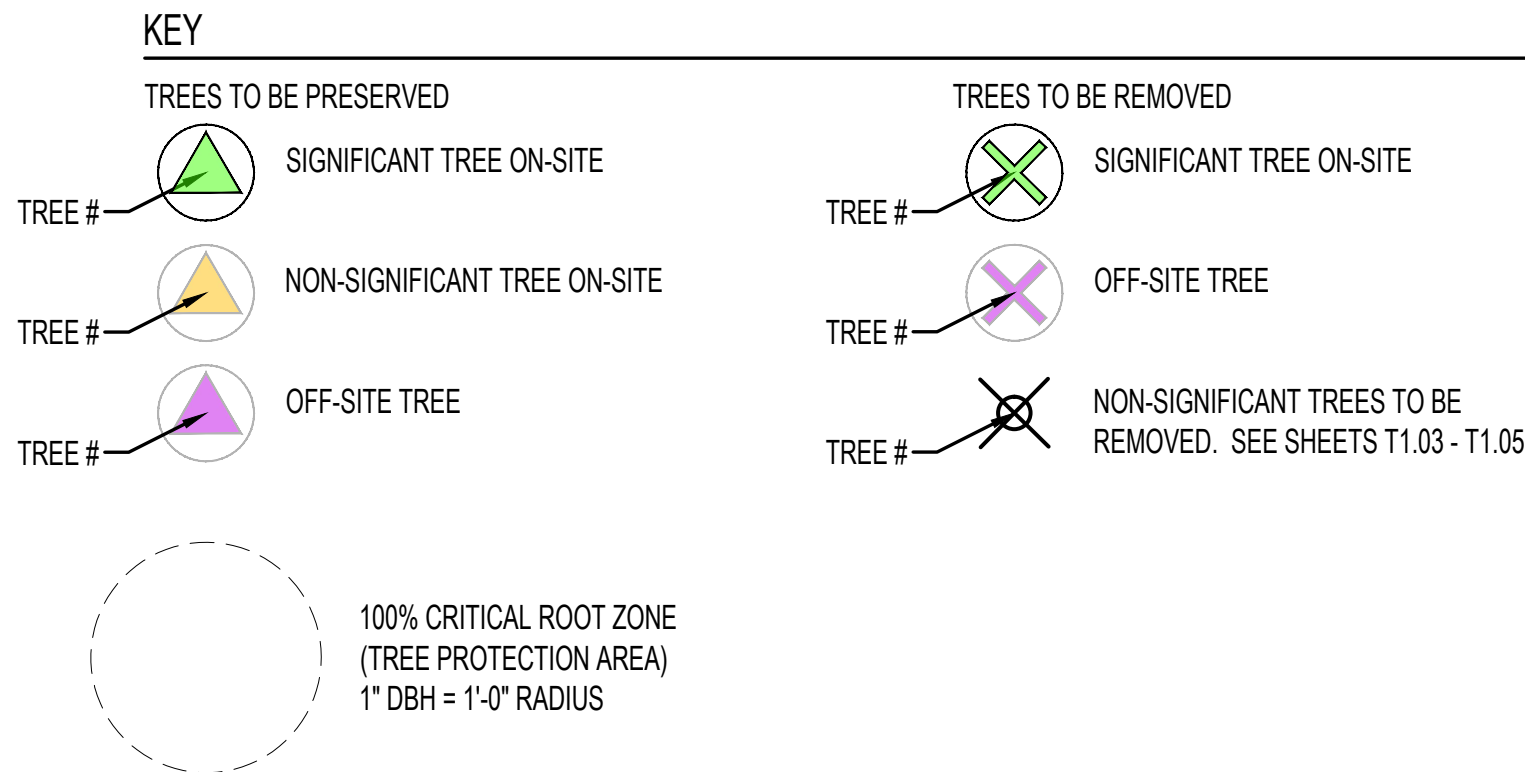 KEY
TREES TO BE PRESERVED
SIGNIFICANT TREE ON-SITE
TREE #
NON-SIGNIFICANT TREE ON-SITE
TREE #
OFF-SITE TREE
TREE #
TREES TO BE REMOVED
SIGNIFICANT TREE ON-SITE
TREE #
OFF-SITE TREE
TREE #
NON-SIGNIFICANT TREES TO BE
REMOVED. SEE SHEETS T1.03 - T1.05
TREE #
100% CRITICAL ROOT ZONE
(TREE PROTECTION AREA)
1" DBH = 1'-0" RADIUS